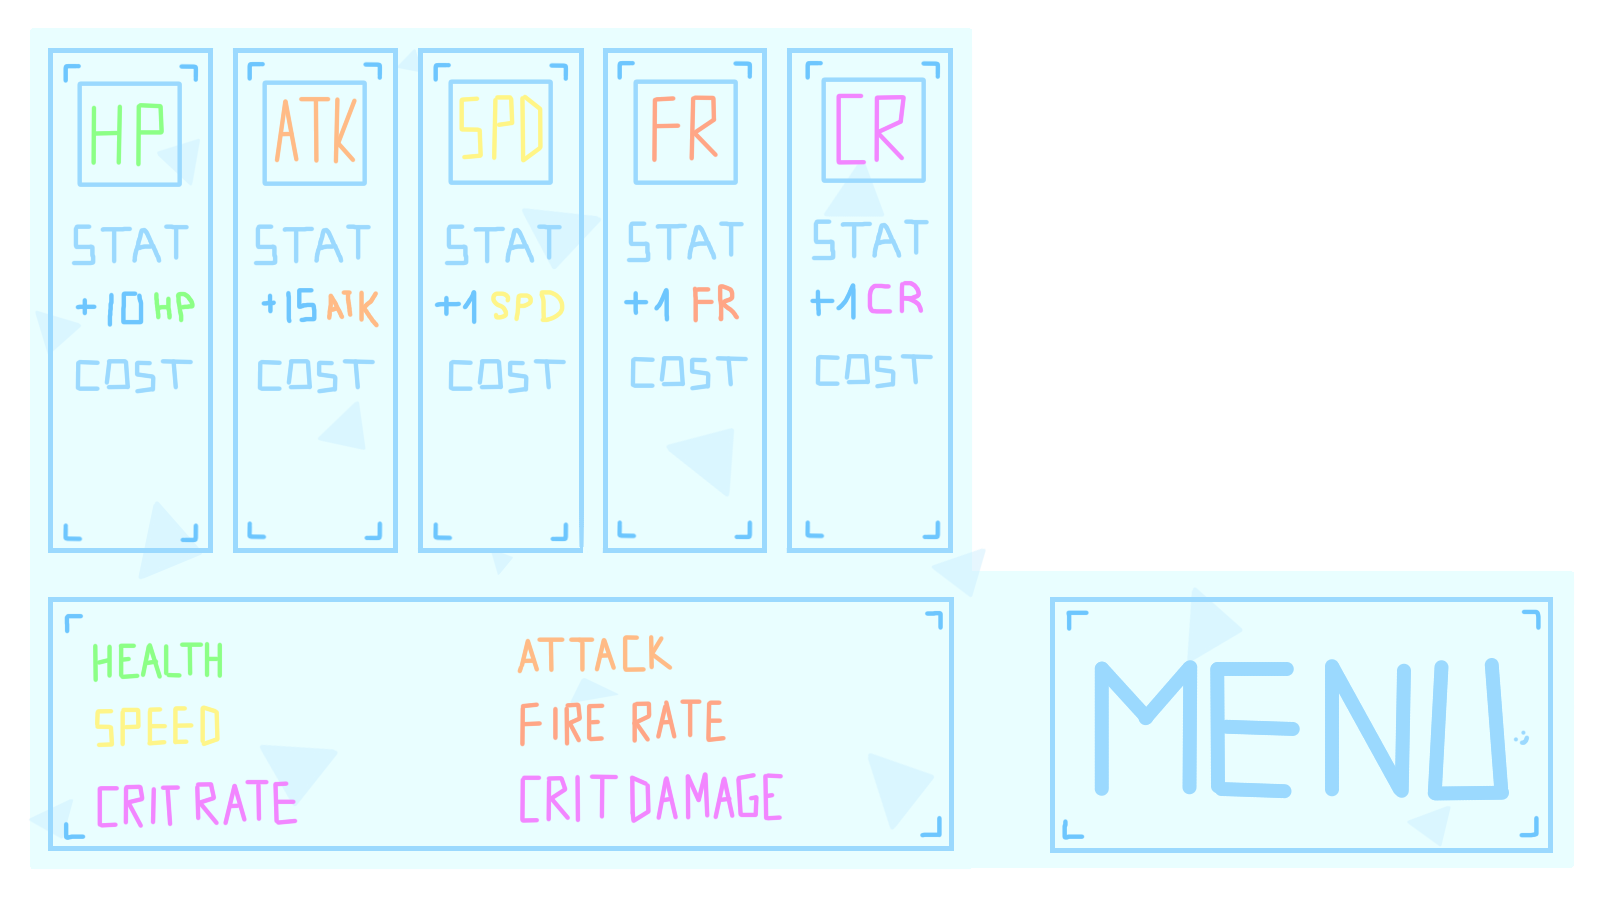 HP ATK SPD FR CR
STAT STAT STAT STAT STAT
+10 HP +15 ATK +1 SPD +1 FR +1 CR
COST COST COST COST COST
HEALTH ATTACK
SPEED FIRE RATE
CRIT RATE CRIT DAMAGE
MENU